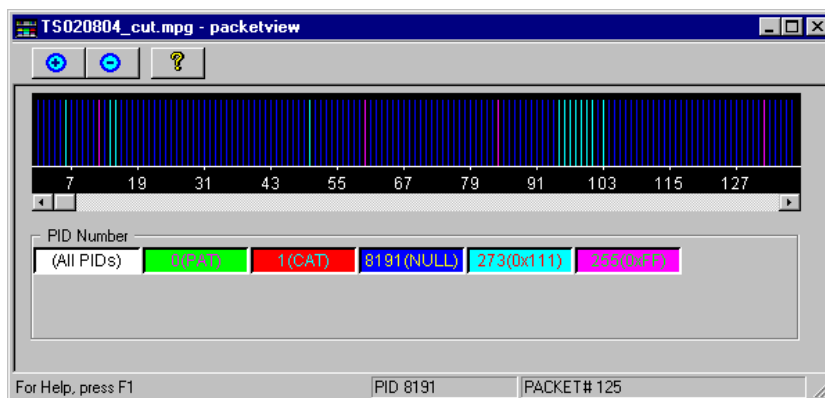 TS020804_cut.mpg - packetview
7 19 31 43 55 67 79 91 103 115 127
PID Number
(All PIDs) 0(PAT) 1(CAT) 8191(NULL) 273(0x111) 255(0xFF)
For Help, press F1 PID 8191 PACKET# 125